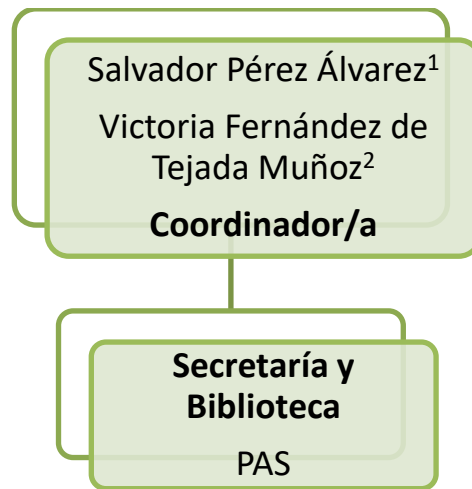 Salvador Pérez Álvarez¹
Victoria Fernández de
Tejada Muñoz²
Coordinador/a
Secretaría y
Biblioteca
PAS